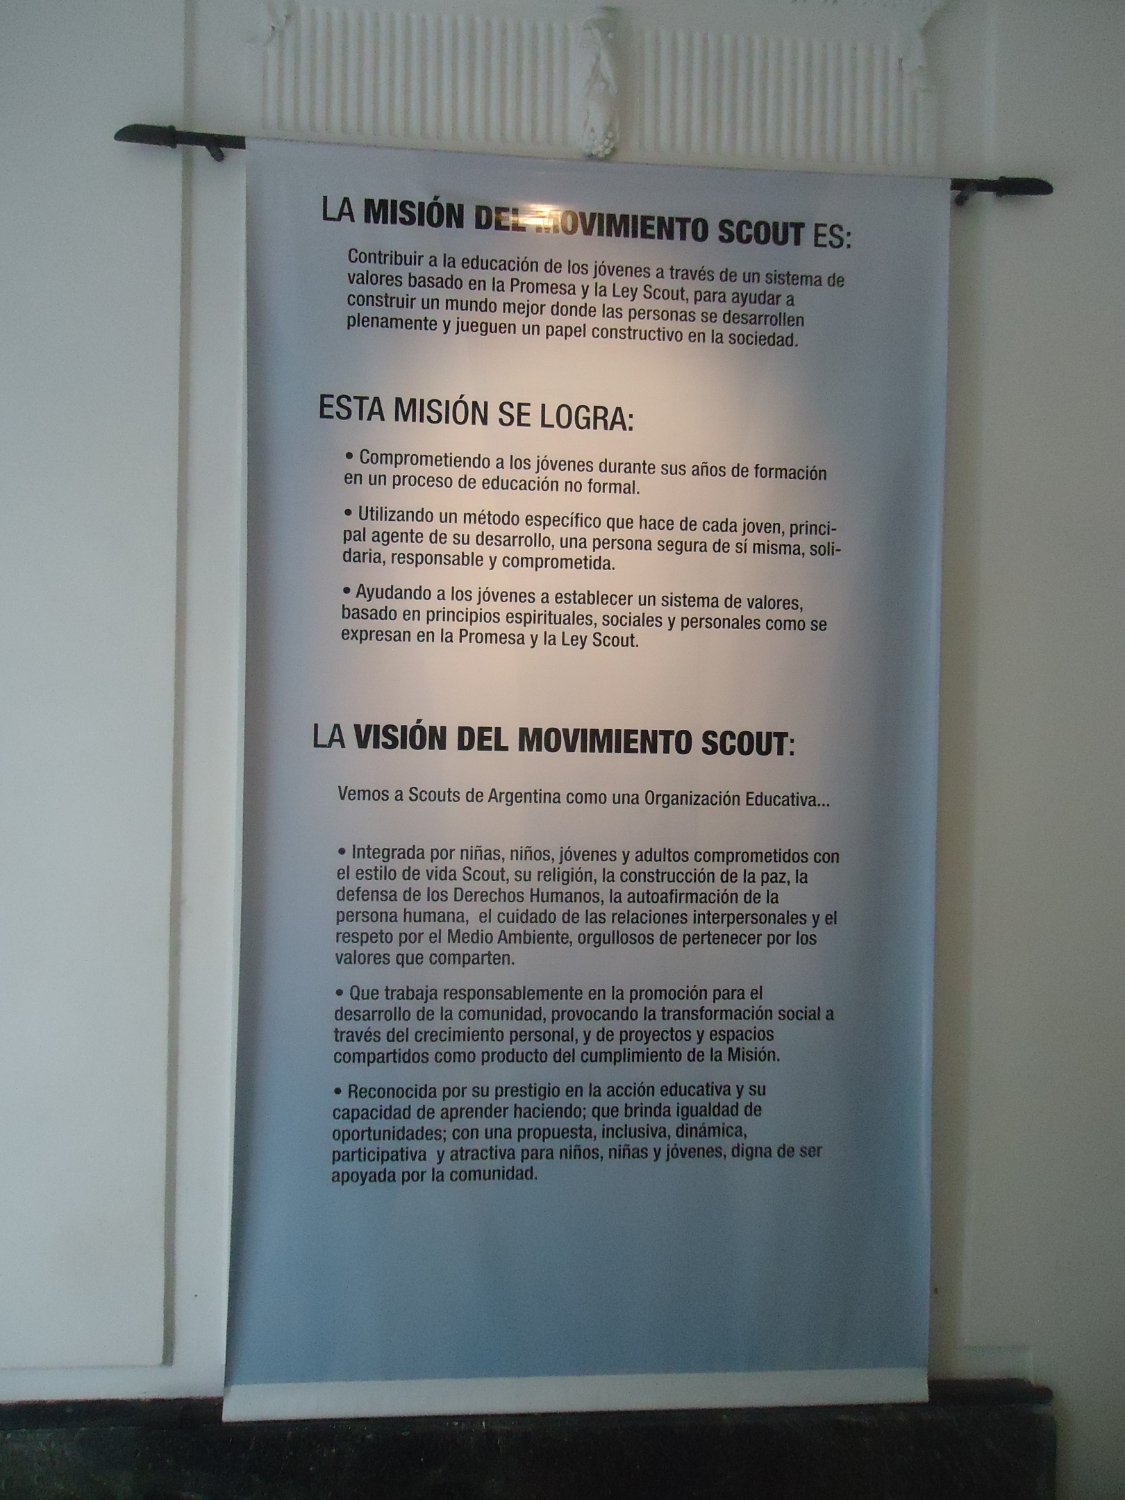 LA MISIÓN DEL MOVIMIENTO SCOUT ES:
Contribuir a la educación de los jóvenes a través de un sistema de
valores basado en la Promesa y la Ley Scout, para ayudar a
construir un mundo mejor donde las personas se desarrollen
plenamente y jueguen un papel constructivo en la sociedad.
ESTA MISIÓN SE LOGRA:
• Comprometiendo a los jóvenes durante sus años de formación
en un proceso de educación no formal.
• Utilizando un método específico que hace de cada joven, princi-
pal agente de su desarrollo, una persona segura de sí misma, soli-
daria, responsable y comprometida.
• Ayudando a los jóvenes a establecer un sistema de valores,
basado en principios espirituales, sociales y personales como se
expresan en la Promesa y la Ley Scout.
LA VISIÓN DEL MOVIMIENTO SCOUT:
Vemos a Scouts de Argentina como una Organización Educativa...
• Integrada por niñas, niños, jóvenes y adultos comprometidos con
el estilo de vida Scout, su religión, la construcción de la paz, la
defensa de los Derechos Humanos, la autoafirmación de la
persona humana, el cuidado de las relaciones interpersonales y el
respeto por el Medio Ambiente, orgullosos de pertenecer por los
valores que comparten.
• Que trabaja responsablemente en la promoción para el
desarrollo de la comunidad, provocando la transformación social a
través del crecimiento personal, y de proyectos y espacios
compartidos como producto del cumplimiento de la Misión.
• Reconocida por su prestigio en la acción educativa y su
capacidad de aprender haciendo; que brinda igualdad de
oportunidades; con una propuesta, inclusiva, dinámica,
participativa y atractiva para niños, niñas y jóvenes, digna de ser
apoyada por la comunidad.